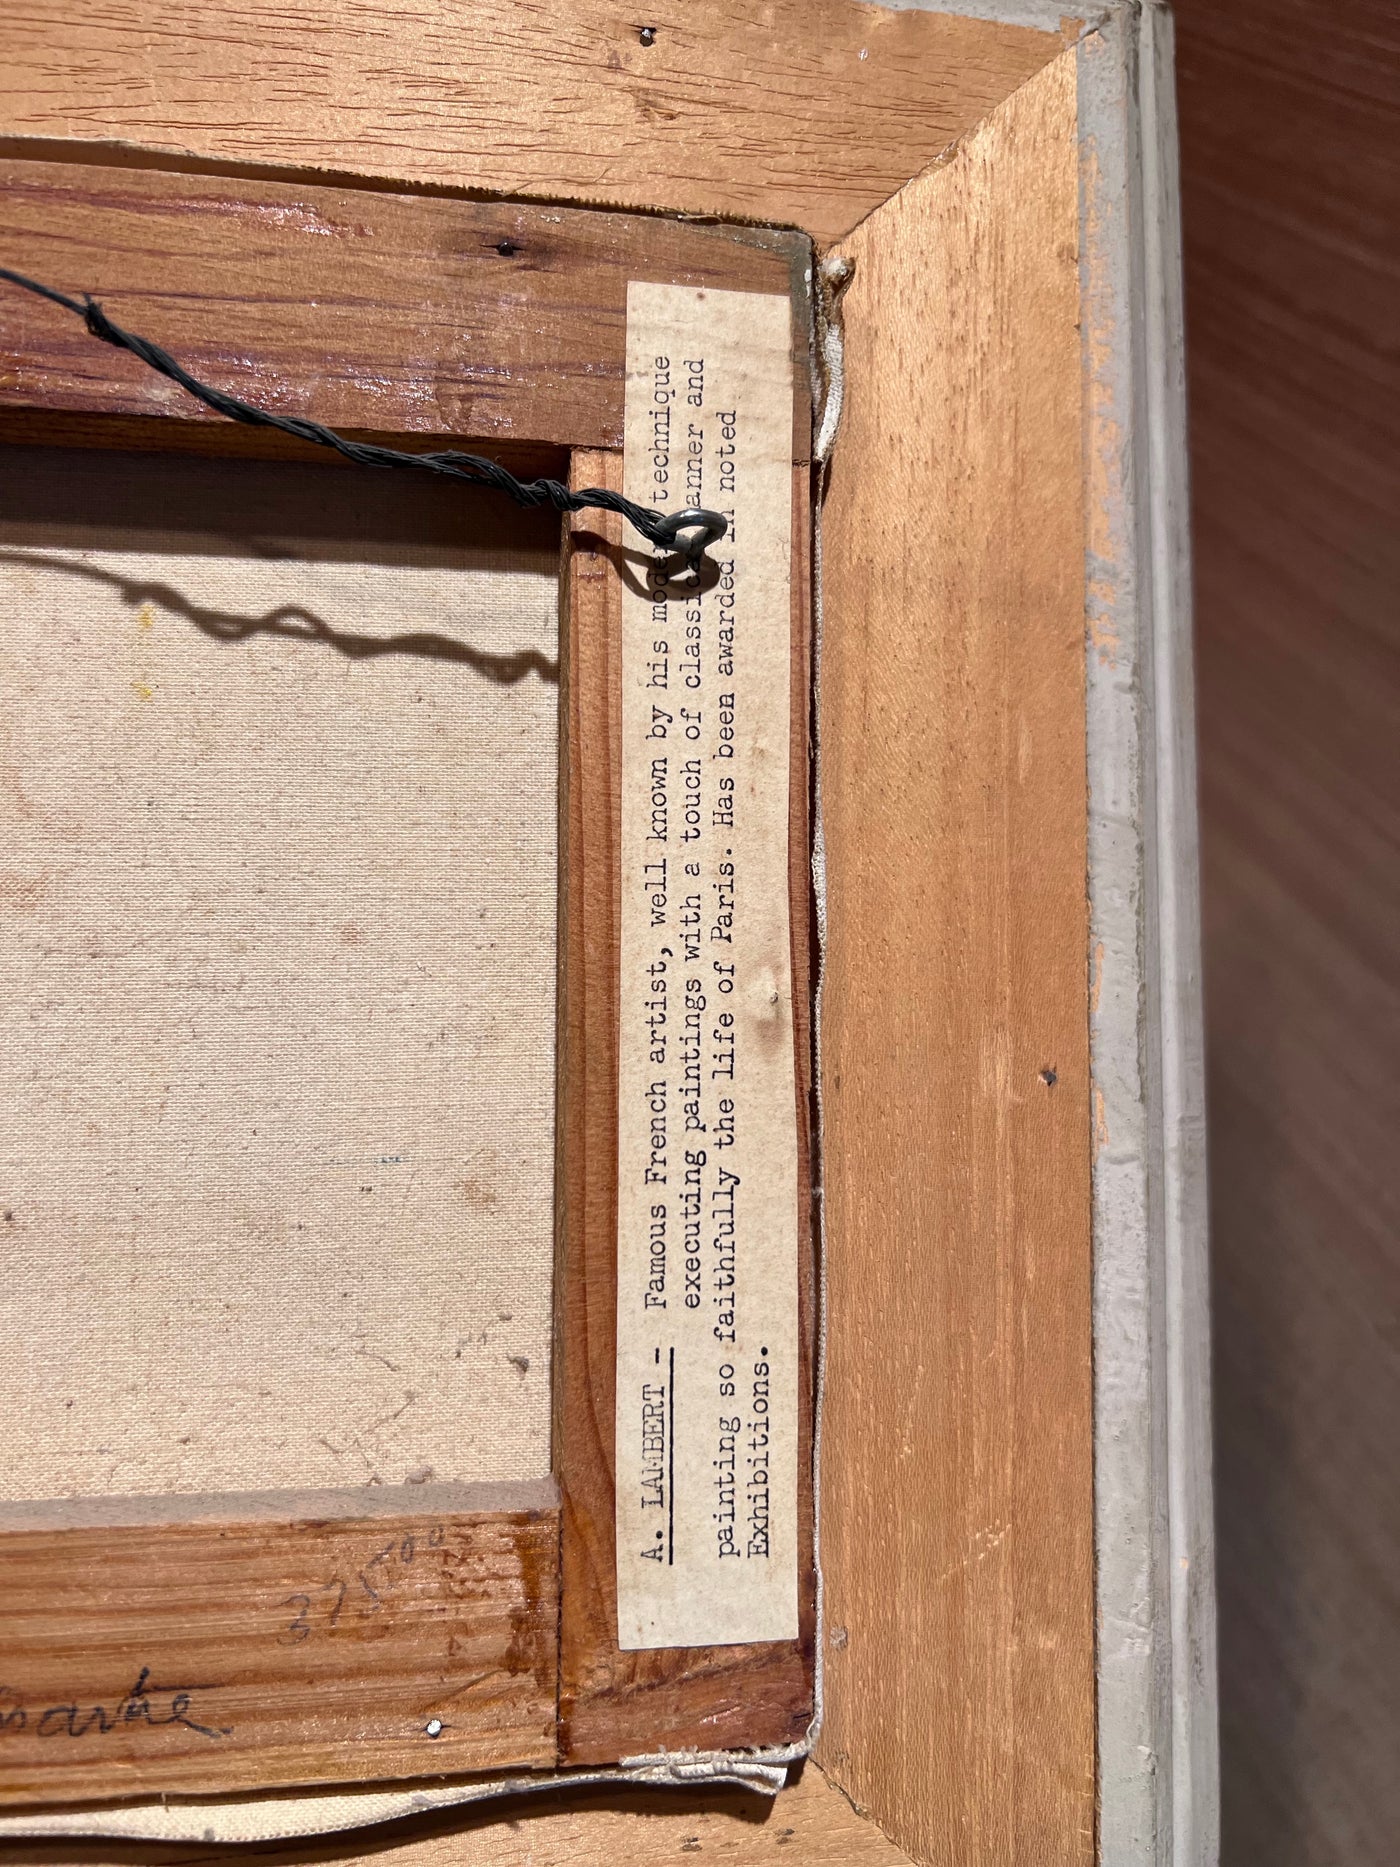 A. LAMBERT - Famous French artist, well known by his modern technique
executing paintings with a touch of classical manner and
painting so faithfully the life of Paris. Has been awarded in noted
Exhibitions.